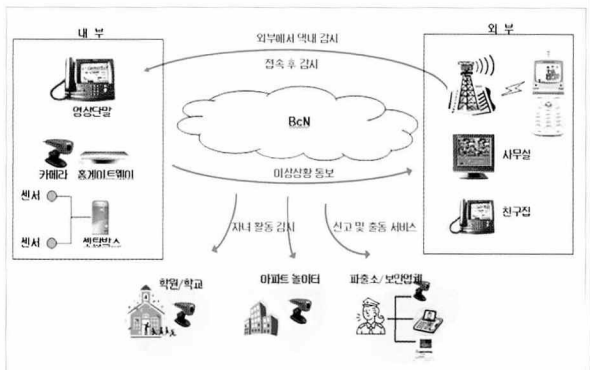 내 부
영상단말
카메라
홈게이트웨이
센서
센서
셋탑박스
외부에서 댁내 감시
접속 후 감시
BcN
이상상황 통보
자녀 활동 감시
신고 및 출동 서비스
외 부
사무실
친구집
학원/학교
아파트 놀이터
파출소/보안업체